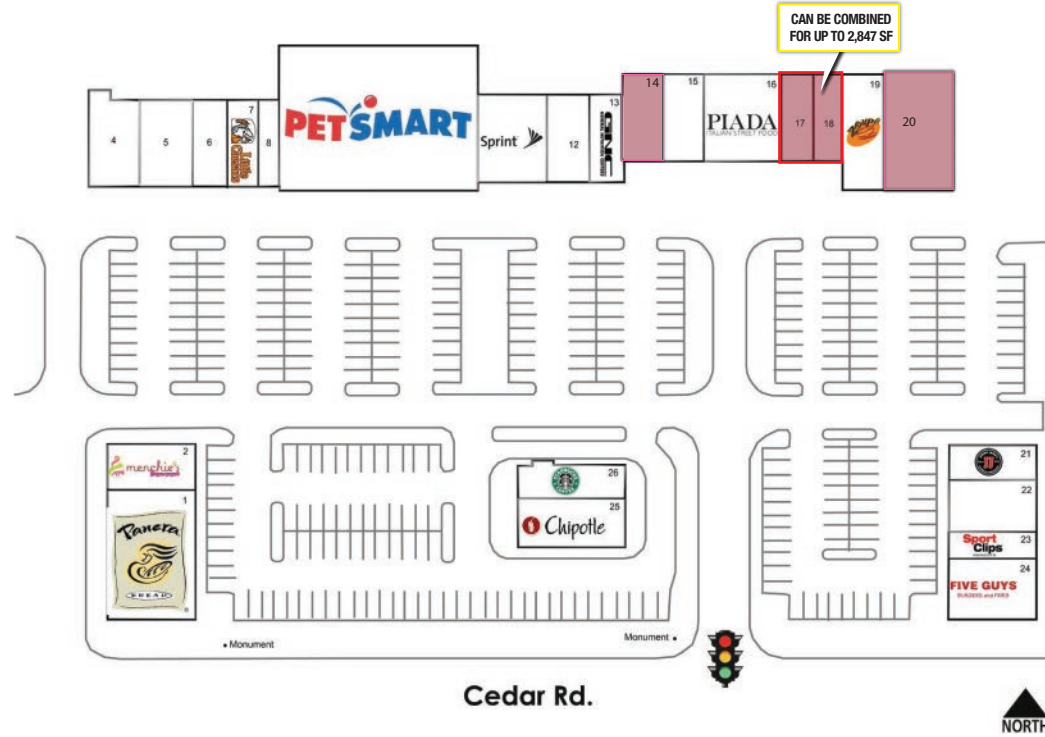 CAN BE COMBINED
FOR UP TO 2,847 SF
4
5
6
7
8
PETSMART
Sprint
12
13
GNC
14
15
16
PIADA
ITALIAN STREET FOOD
17
18
19
20
2
menchie's
1
Panera
BREAD
26
25
Chipotle
21
JJ
22
Sport
Clips
23
24
FIVE GUYS
BURGERS and FRIES
Monument
Monument
Cedar Rd.
NORTH